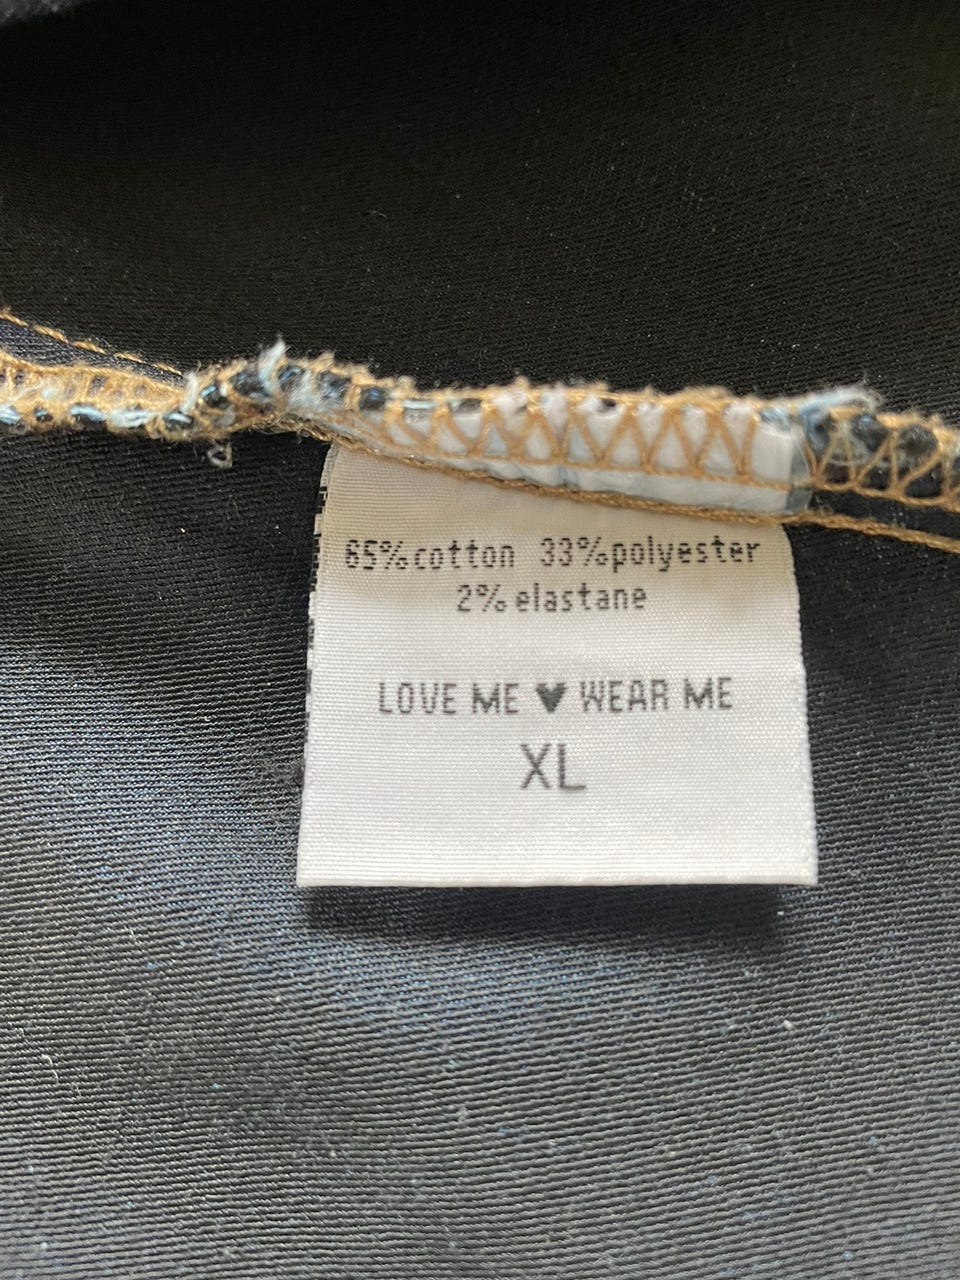 65%cotton 33%polyester
2%elastane
LOVE ME ♥ WEAR ME
XL